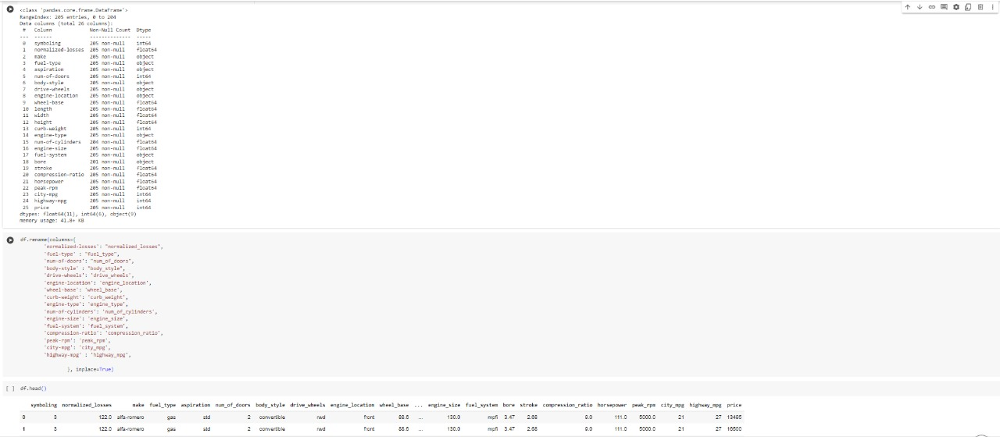 <class 'pandas.core.frame.DataFrame'>
RangeIndex: 205 entries, 0 to 204
Data columns (total 26 columns):
# Column Non-Null Count Dtype
--- ------ -------------- -----
0 symboling 205 non-null int64
1 normalized-losses 205 non-null float64
2 make 205 non-null object
3 fuel-type 205 non-null object
4 aspiration 205 non-null object
5 num-of-doors 205 non-null int64
6 body-style 205 non-null object
7 drive-wheels 205 non-null object
8 engine-location 205 non-null object
9 wheel-base 205 non-null float64
10 length 205 non-null float64
11 width 205 non-null float64
12 height 205 non-null float64
13 curb-weight 205 non-null int64
14 engine-type 205 non-null object
15 num-of-cylinders 204 non-null float64
16 engine-size 205 non-null float64
17 fuel-system 205 non-null object
18 bore 201 non-null object
19 stroke 205 non-null float64
20 compression-ratio 205 non-null float64
21 horsepower 205 non-null float64
22 peak-rpm 205 non-null float64
23 city-mpg 205 non-null int64
24 highway-mpg 205 non-null int64
25 price 205 non-null int64
dtypes: float64(11), int64(6), object(9)
memory usage: 41.8+ KB
df.rename(columns={
'normalized-losses': "normalized_losses",
'fuel-type' : "fuel_type",
'num-of-doors': "num_of_doors",
'body-style' : "body_style",
'drive-wheels': 'drive_wheels',
'engine-location': 'engine_location',
'wheel-base': 'wheel_base',
'curb-weight': 'curb_weight',
'engine-type': 'engine_type',
'num-of-cylinders': 'num_of_cylinders',
'engine-size': 'engine_size',
'fuel-system': 'fuel_system',
'compression-ratio': 'compression_ratio',
'peak-rpm': 'peak_rpm',
'city-mpg': 'city_mpg',
'highway-mpg' : 'highway_mpg',
}, inplace=True)
[ ] df.head()
symboling normalized_losses make fuel_type aspiration num_of_doors body_style drive_wheels engine_location wheel_base ... engine_size fuel_system bore stroke compression_ratio horsepower peak_rpm city_mpg highway_mpg price
0 3 122.0 alfa-romero gas std 2 convertible rwd front 88.6 ... 130.0 mpfi 3.47 2.68 9.0 111.0 5000.0 21 27 13495
1 3 122.0 alfa-romero gas std 2 convertible rwd front 88.6 ... 130.0 mpfi 3.47 2.68 9.0 111.0 5000.0 21 27 16500